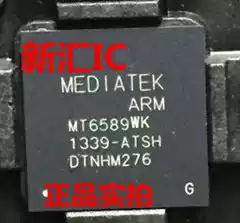 新汇IC
MEDIATEK
ARM
MT6589WK
1339-ATSH
DTNHM276
正品实拍
G